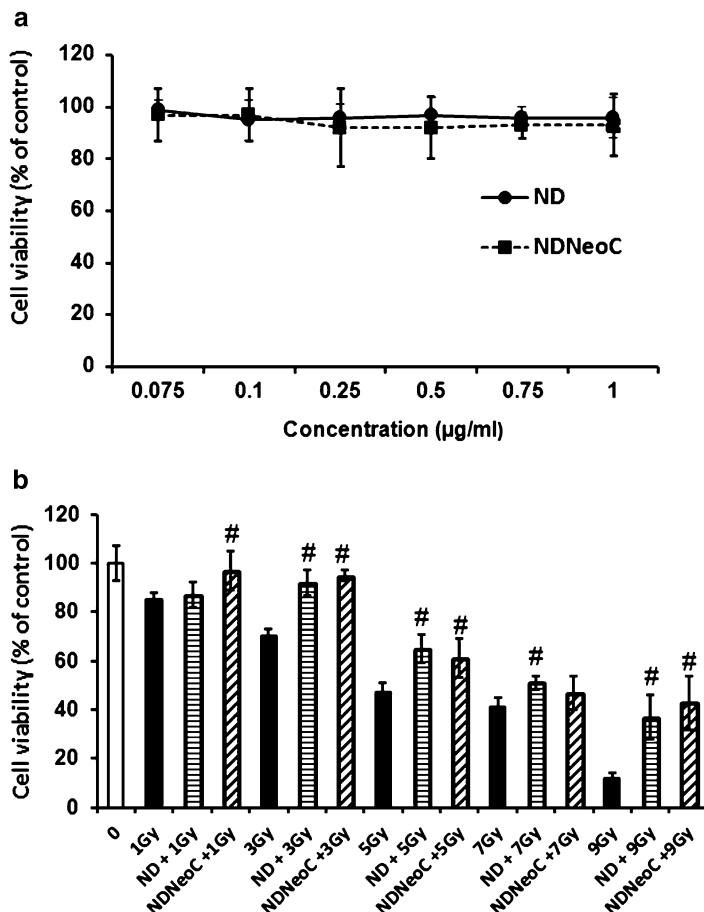 a
Cell viability (% of control)
120
100
80
60
40
20
0
ND
NDNeoC
0.075 0.1 0.25 0.5 0.75 1
Concentration (µg/ml)
b
Cell viability (% of control)
120
100
80
60
40
20
0
# # # # # # # #
0
1Gy
ND + 1Gy
NDNeoC +1Gy
3Gy
ND + 3Gy
NDNeoC +3Gy
5Gy
ND + 5Gy
NDNeoC +5Gy
7Gy
ND + 7Gy
NDNeoC +7Gy
9Gy
ND + 9Gy
NDNeoC +9Gy